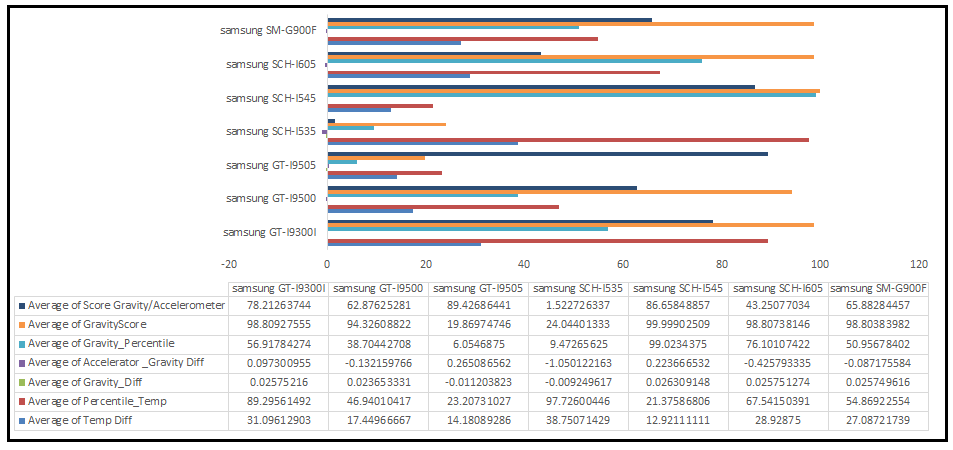 samsung SM-G900F
samsung SCH-I605
samsung SCH-I545
samsung SCH-I535
samsung GT-I9505
samsung GT-I9500
samsung GT-I9300I
-20 0 20 40 60 80 100 120
samsung GT-I9300I samsung GT-I9500 samsung GT-I9505 samsung SCH-I535 samsung SCH-I545 samsung SCH-I605 samsung SM-G900F
Average of Score Gravity/Accelerometer 78.21263744 62.87625281 89.42686441 1.522726337 86.65848857 43.25077034 65.88284457
Average of GravityScore 98.80927555 94.32608822 19.86974746 24.04401333 99.99902509 98.80738146 98.80383982
Average of Gravity_Percentile 56.91784274 38.70442708 6.0546875 9.47265625 99.0234375 76.10107422 50.95678402
Average of Accelerator _Gravity Diff 0.097300955 -0.132159766 0.265086562 -1.050122163 0.223666532 -0.425793335 -0.087175584
Average of Gravity_Diff 0.02575216 0.023653331 -0.011203823 -0.009249617 0.026309148 0.025751274 0.025749616
Average of Percentile_Temp 89.29561492 46.94010417 23.20731027 97.72600446 21.37586806 67.54150391 54.86922554
Average of Temp Diff 31.09612903 17.44966667 14.18089286 38.75071429 12.92111111 28.92875 27.08721739